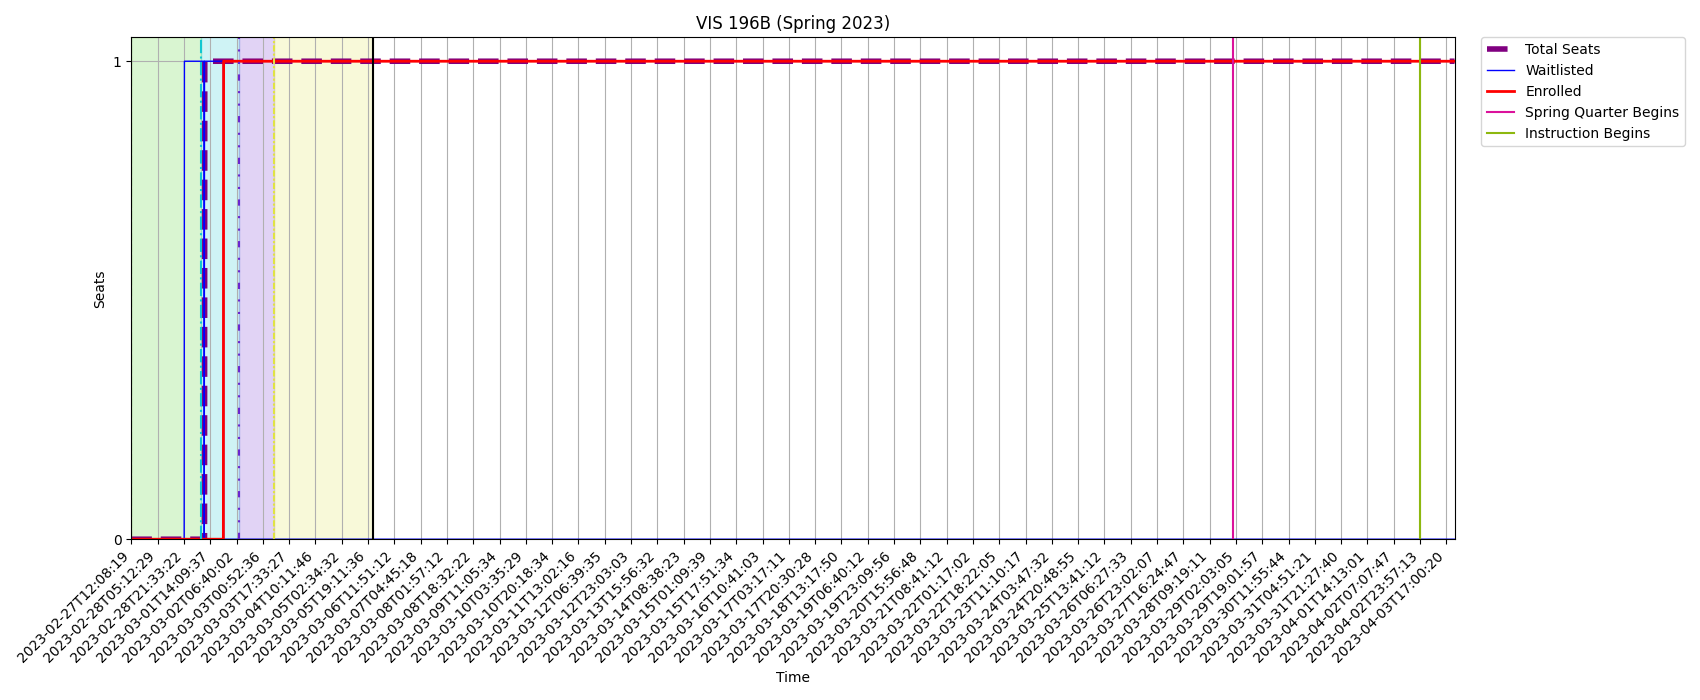 VIS 196B (Spring 2023)
Total Seats
Waitlisted
Enrolled
Spring Quarter Begins
Instruction Begins
Seats
1
0
2023-02-27T12:08:19
2023-02-28T05:12:29
2023-02-28T21:33:22
2023-03-01T14:09:37
2023-03-02T06:40:02
2023-03-03T00:52:36
2023-03-03T17:33:27
2023-03-04T10:11:46
2023-03-05T02:34:32
2023-03-05T19:11:36
2023-03-06T11:51:12
2023-03-07T04:45:18
2023-03-08T01:57:12
2023-03-08T18:32:22
2023-03-09T11:05:34
2023-03-10T03:35:29
2023-03-10T20:18:34
2023-03-11T13:02:16
2023-03-12T06:39:35
2023-03-12T23:03:03
2023-03-13T15:56:32
2023-03-14T08:38:23
2023-03-15T01:09:39
2023-03-15T17:51:34
2023-03-16T10:41:03
2023-03-17T03:17:11
2023-03-17T20:30:28
2023-03-18T13:17:50
2023-03-19T06:40:12
2023-03-19T23:09:56
2023-03-20T15:56:48
2023-03-21T08:41:12
2023-03-22T01:17:02
2023-03-22T18:22:05
2023-03-23T11:10:17
2023-03-24T03:47:32
2023-03-24T20:48:55
2023-03-25T13:41:12
2023-03-26T06:27:33
2023-03-26T23:02:07
2023-03-27T16:24:47
2023-03-28T09:19:11
2023-03-29T02:03:05
2023-03-29T19:01:57
2023-03-30T11:55:44
2023-03-31T04:51:21
2023-03-31T21:27:40
2023-04-01T14:13:01
2023-04-02T07:07:47
2023-04-02T23:57:13
2023-04-03T17:00:20
Time